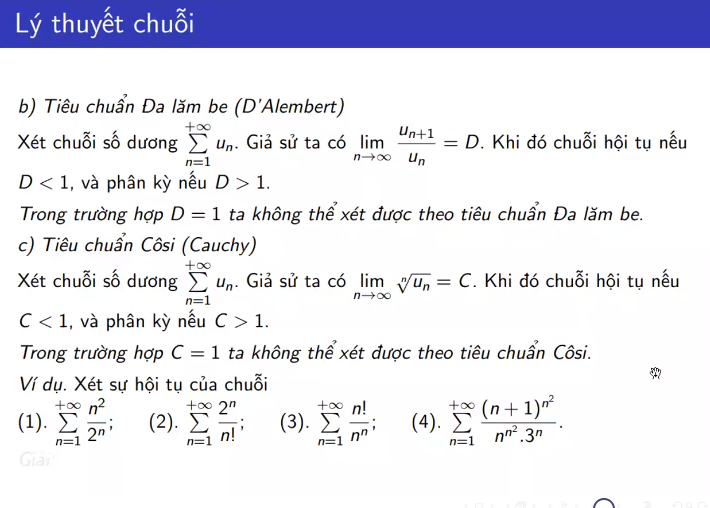 Lý thuyết chuỗi
b) Tiêu chuẩn Đa lăm be (D'Alembert)
Xét chuỗi số dương \sum_{n=1}^{+\infty} u_n. Giả sử ta có \lim_{n\to\infty} \frac{u_{n+1}}{u_n} = D. Khi đó chuỗi hội tụ nếu
D < 1, và phân kỳ nếu D > 1.
Trong trường hợp D = 1 ta không thể xét được theo tiêu chuẩn Đa lăm be.
c) Tiêu chuẩn Côsi (Cauchy)
Xét chuỗi số dương \sum_{n=1}^{+\infty} u_n. Giả sử ta có \lim_{n\to\infty} \sqrt[n]{u_n} = C. Khi đó chuỗi hội tụ nếu
C < 1, và phân kỳ nếu C > 1.
Trong trường hợp C = 1 ta không thể xét được theo tiêu chuẩn Côsi.
Ví dụ. Xét sự hội tụ của chuỗi
(1). \sum_{n=1}^{+\infty} \frac{n^2}{2^n}; (2). \sum_{n=1}^{+\infty} \frac{2^n}{n!}; (3). \sum_{n=1}^{+\infty} \frac{n!}{n^n}; (4). \sum_{n=1}^{+\infty} \frac{(n+1)^{n^2}}{n^{n^2}.3^n}.
Giải